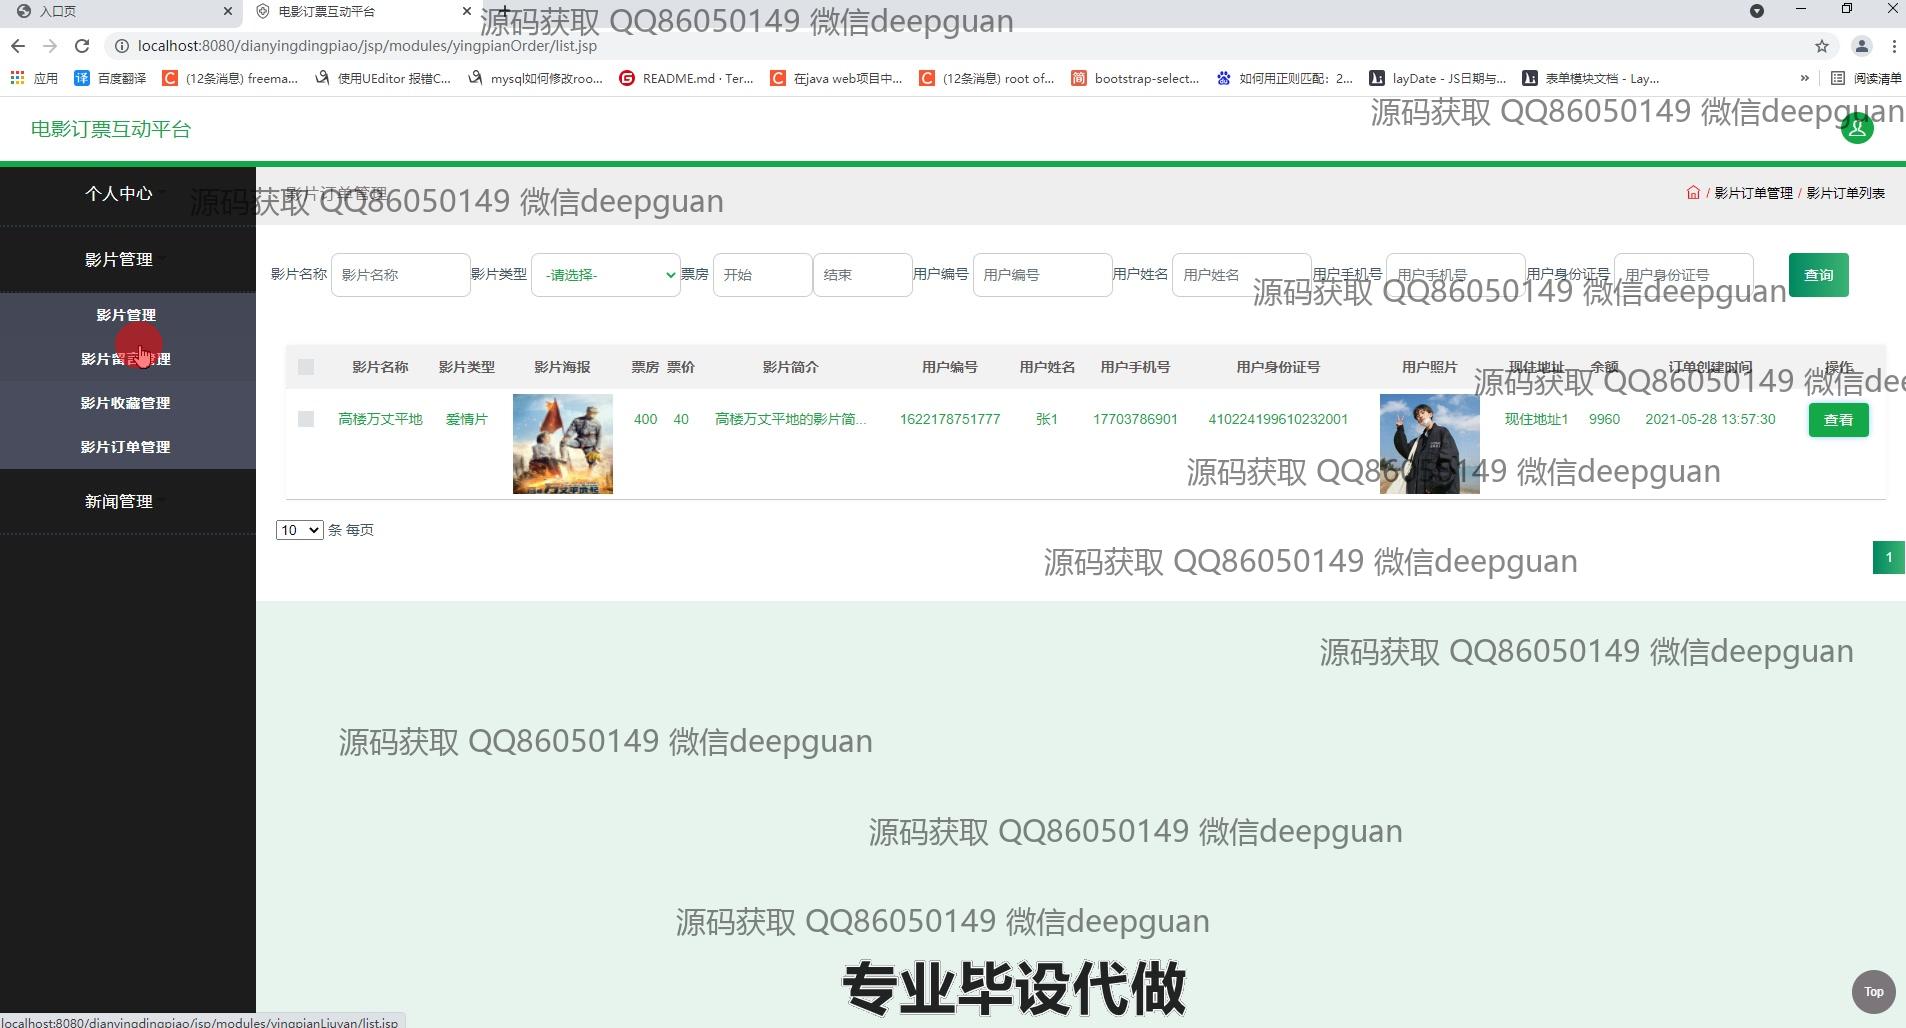 入口页
电影订票互动平台
源码获取 QQ86050149 微信deepguan
localhost:8080/dianyingdingpiao/jsp/modules/yingpianOrder/list.jsp
应用 百度翻译 (12条消息) freema... 使用UEditor 报错C... mysql如何修改roo... README.md · Ter... 在java web项目中... (12条消息) root of... bootstrap-select... 如何用正则匹配：2... layDate - JS日期与... 表单模块文档 - Lay... » 阅读清单
源码获取 QQ86050149 微信deepguan
电影订票互动平台
个人中心
影片订单管理
源码获取 QQ86050149 微信deepguan
/ 影片订单管理 / 影片订单列表
影片管理
影片名称 影片名称 影片类型 -请选择- 票房 开始 结束 用户编号 用户编号 用户姓名 用户姓名 用户手机号 用户手机号 用户身份证号 用户身份证号 查询
源码获取 QQ86050149 微信deepguan
影片管理
影片留言管理
影片收藏管理
影片订单管理
新闻管理
影片名称 影片类型 影片海报 票房 票价 影片简介 用户编号 用户姓名 用户手机号 用户身份证号 用户照片 现住地址 余额 订单创建时间 操作
源码获取 QQ86050149 微信deepgu
高楼万丈平地 爱情片 400 40 高楼万丈平地的影片简... 1622178751777 张1 17703786901 410224199610232001 现住地址1 9960 2021-05-28 13:57:30 查看
源码获取 QQ86050149 微信deepguan
10 条 每页
源码获取 QQ86050149 微信deepguan
1
源码获取 QQ86050149 微信deepguan
源码获取 QQ86050149 微信deepguan
源码获取 QQ86050149 微信deepguan
源码获取 QQ86050149 微信deepguan
专业毕设代做
Top
localhost:8080/dianyingdingpiao/jsp/modules/yingpianLiuyan/list.jsp